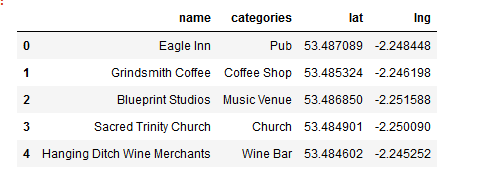 name categories lat lng
0 Eagle Inn Pub 53.487089 -2.248448
1 Grindsmith Coffee Coffee Shop 53.485324 -2.246198
2 Blueprint Studios Music Venue 53.486850 -2.251588
3 Sacred Trinity Church Church 53.484901 -2.250090
4 Hanging Ditch Wine Merchants Wine Bar 53.484602 -2.245252